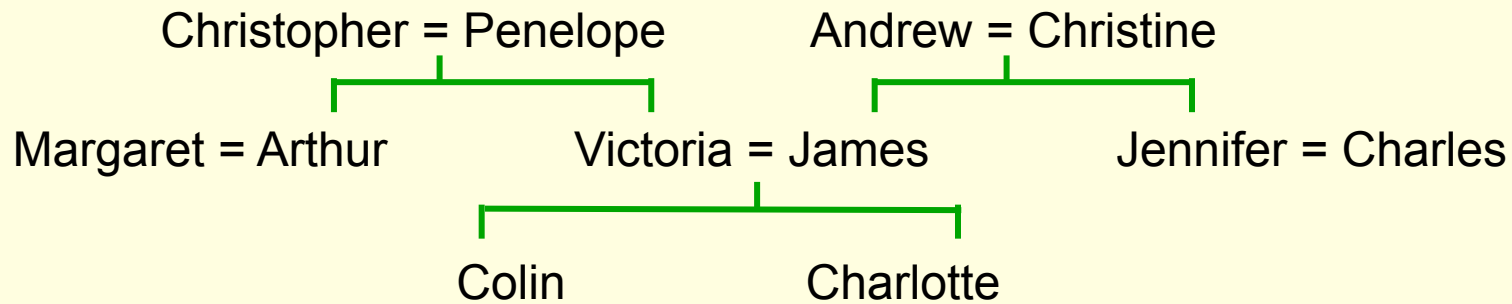 Christopher = Penelope Andrew = Christine
Margaret = Arthur Victoria = James Jennifer = Charles
Colin Charlotte